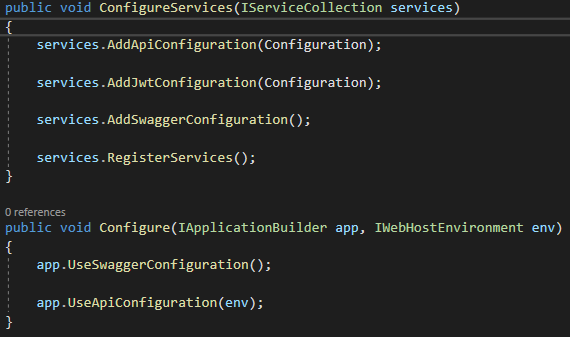 public void ConfigureServices(IServiceCollection services)
{
services.AddApiConfiguration(Configuration);
services.AddJwtConfiguration(Configuration);
services.AddSwaggerConfiguration();
services.RegisterServices();
}
0 references
public void Configure(IApplicationBuilder app, IWebHostEnvironment env)
{
app.UseSwaggerConfiguration();
app.UseApiConfiguration(env);
}